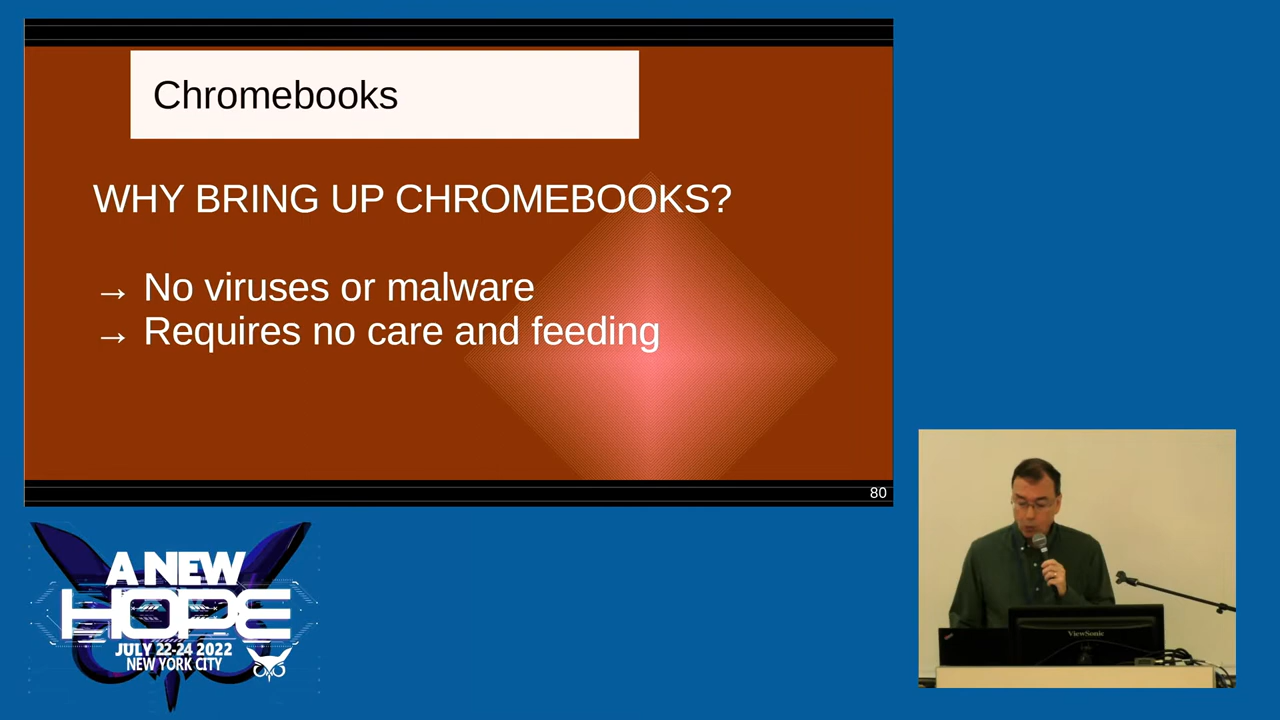 Chromebooks
WHY BRING UP CHROMEBOOKS?
→ No viruses or malware
→ Requires no care and feeding
80
A NEW
HOPE
JULY 22-24 2022
NEW YORK CITY
ViewSonic